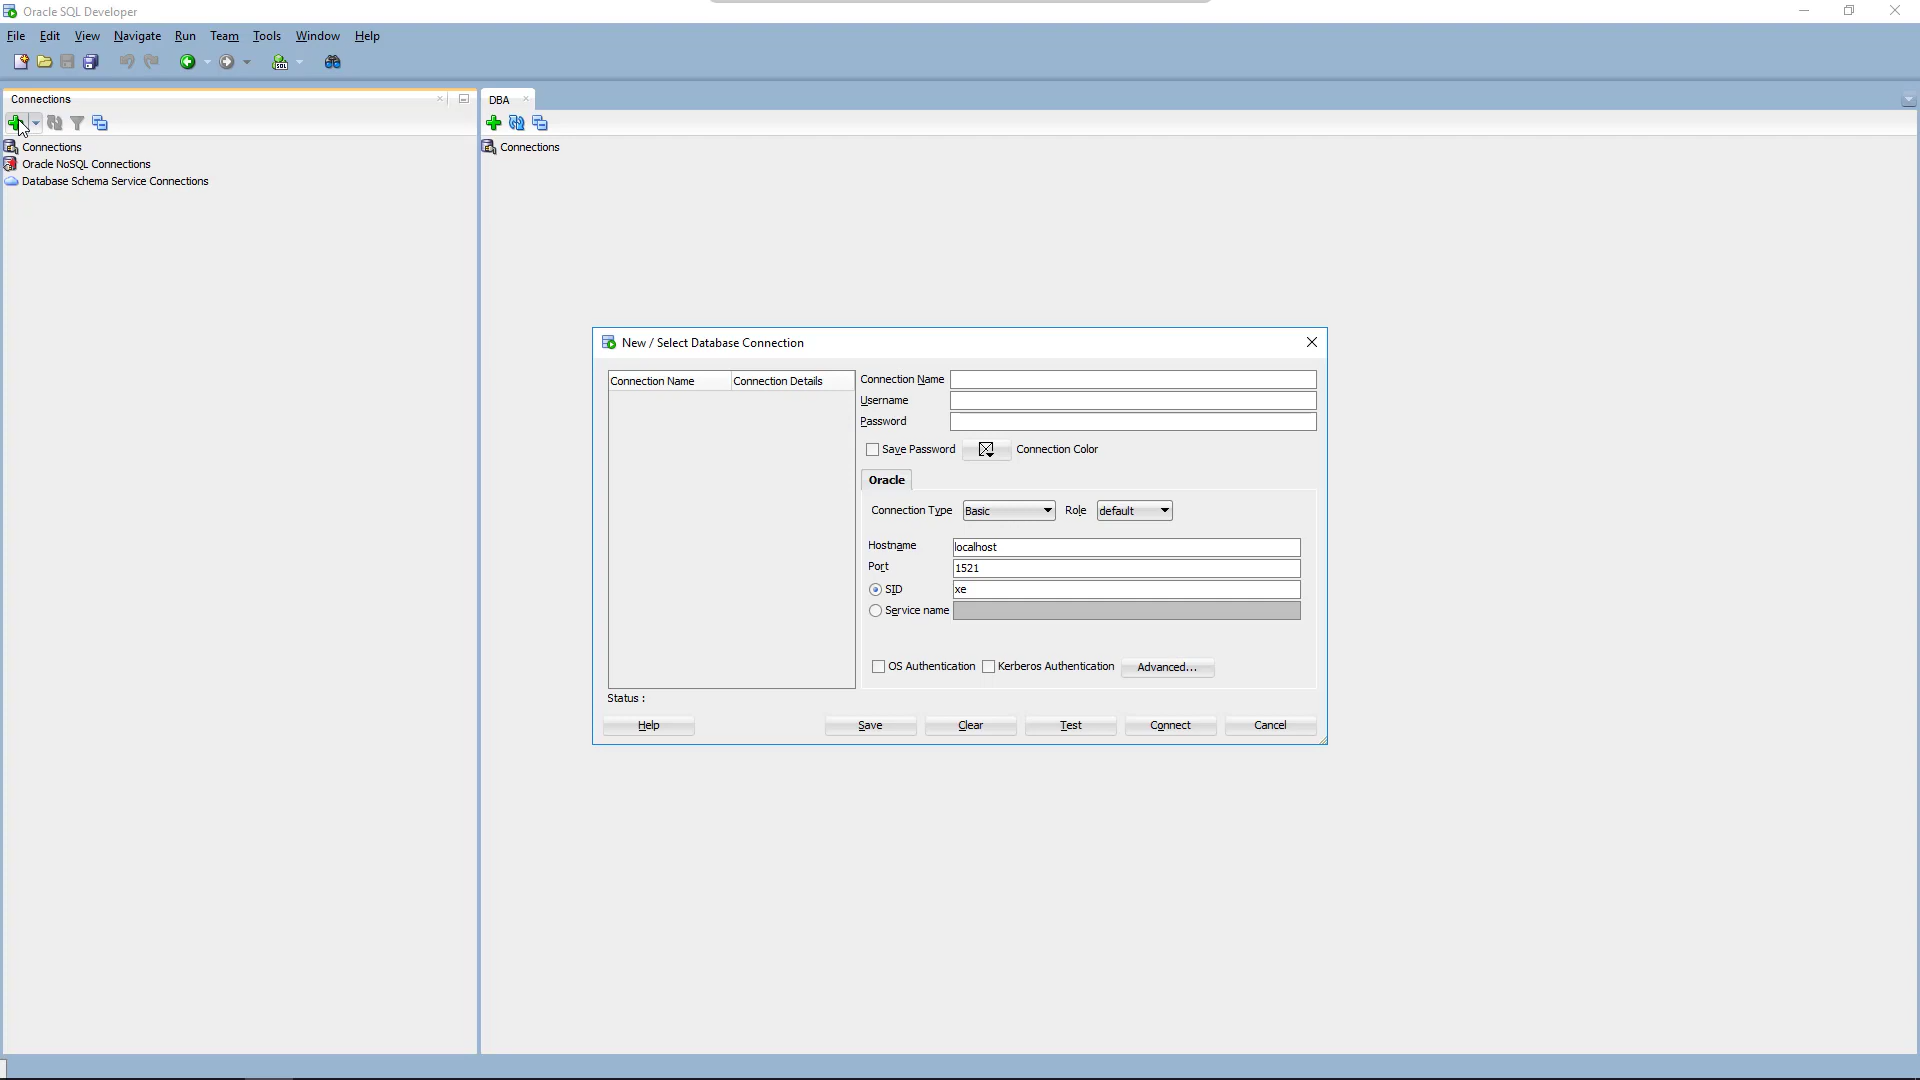 Oracle SQL Developer
File Edit View Navigate Run Team Tools Window Help
Connections
DBA
Connections
Oracle NoSQL Connections
Database Schema Service Connections
Connections
New / Select Database Connection
Connection Name Connection Details
Connection Name
Username
Password
Save Password Connection Color
Oracle
Connection Type Basic Role default
Hostname localhost
Port 1521
SID xe
Service name
OS Authentication Kerberos Authentication Advanced...
Status :
Help Save Clear Test Connect Cancel